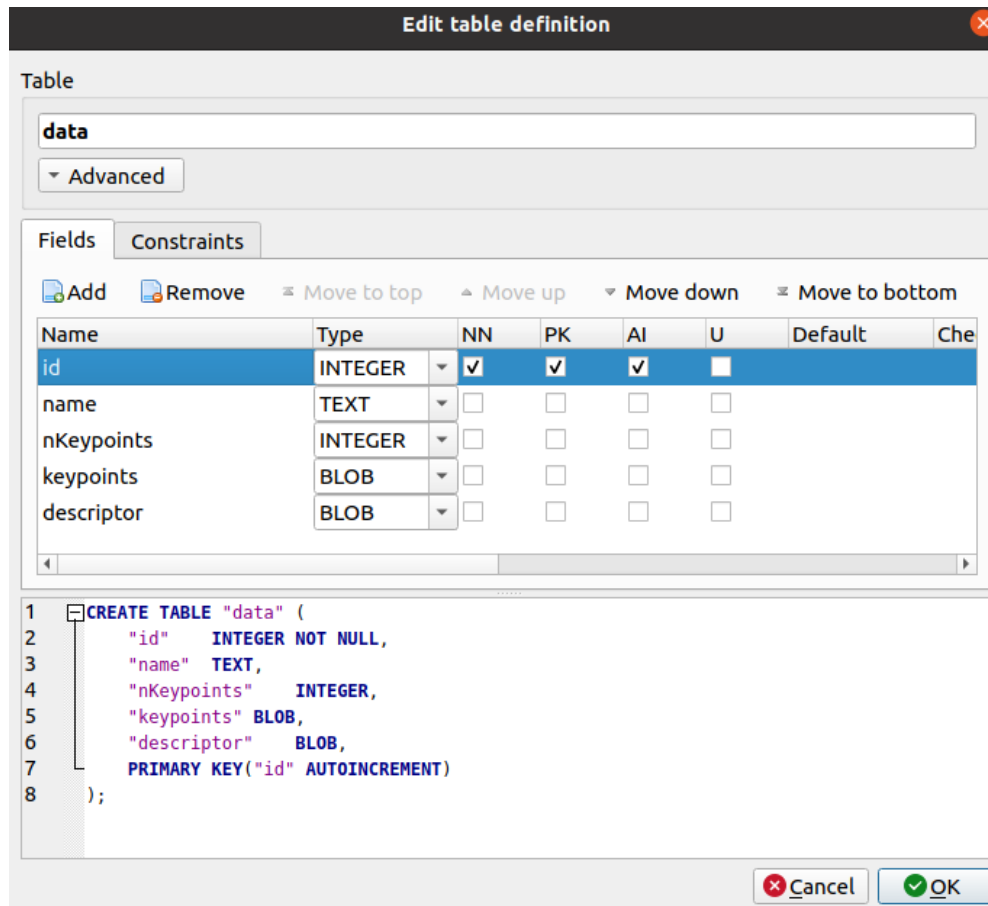 Edit table definition
Table
data
Advanced
Fields Constraints
Add Remove Move to top Move up Move down Move to bottom
Name Type NN PK AI U Default Che
id INTEGER
name TEXT
nKeypoints INTEGER
keypoints BLOB
descriptor BLOB
1 CREATE TABLE "data" (
2 "id" INTEGER NOT NULL,
3 "name" TEXT,
4 "nKeypoints" INTEGER,
5 "keypoints" BLOB,
6 "descriptor" BLOB,
7 PRIMARY KEY("id" AUTOINCREMENT)
8 );
Cancel OK